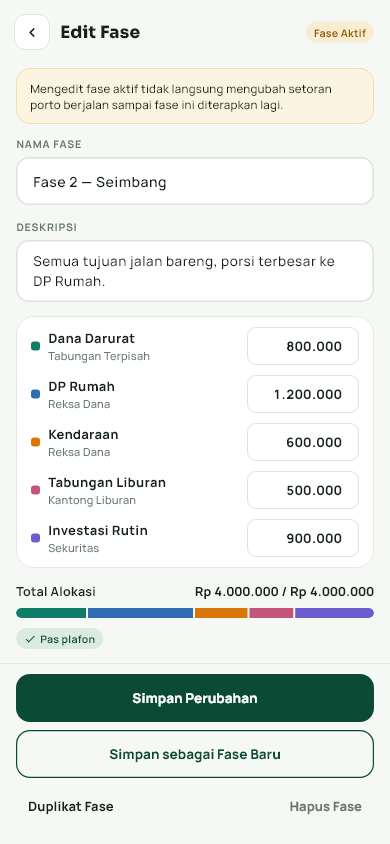 Edit Fase
Fase Aktif
Mengedit fase aktif tidak langsung mengubah setoran
porto berjalan sampai fase ini diterapkan lagi.
NAMA FASE
Fase 2 — Seimbang
DESKRIPSI
Semua tujuan jalan bareng, porsi terbesar ke
DP Rumah.
Dana Darurat
Tabungan Terpisah
800.000
DP Rumah
Reksa Dana
1.200.000
Kendaraan
Reksa Dana
600.000
Tabungan Liburan
Kantong Liburan
500.000
Investasi Rutin
Sekuritas
900.000
Total Alokasi
Rp 4.000.000 / Rp 4.000.000
Pas plafon
Simpan Perubahan
Simpan sebagai Fase Baru
Duplikat Fase
Hapus Fase